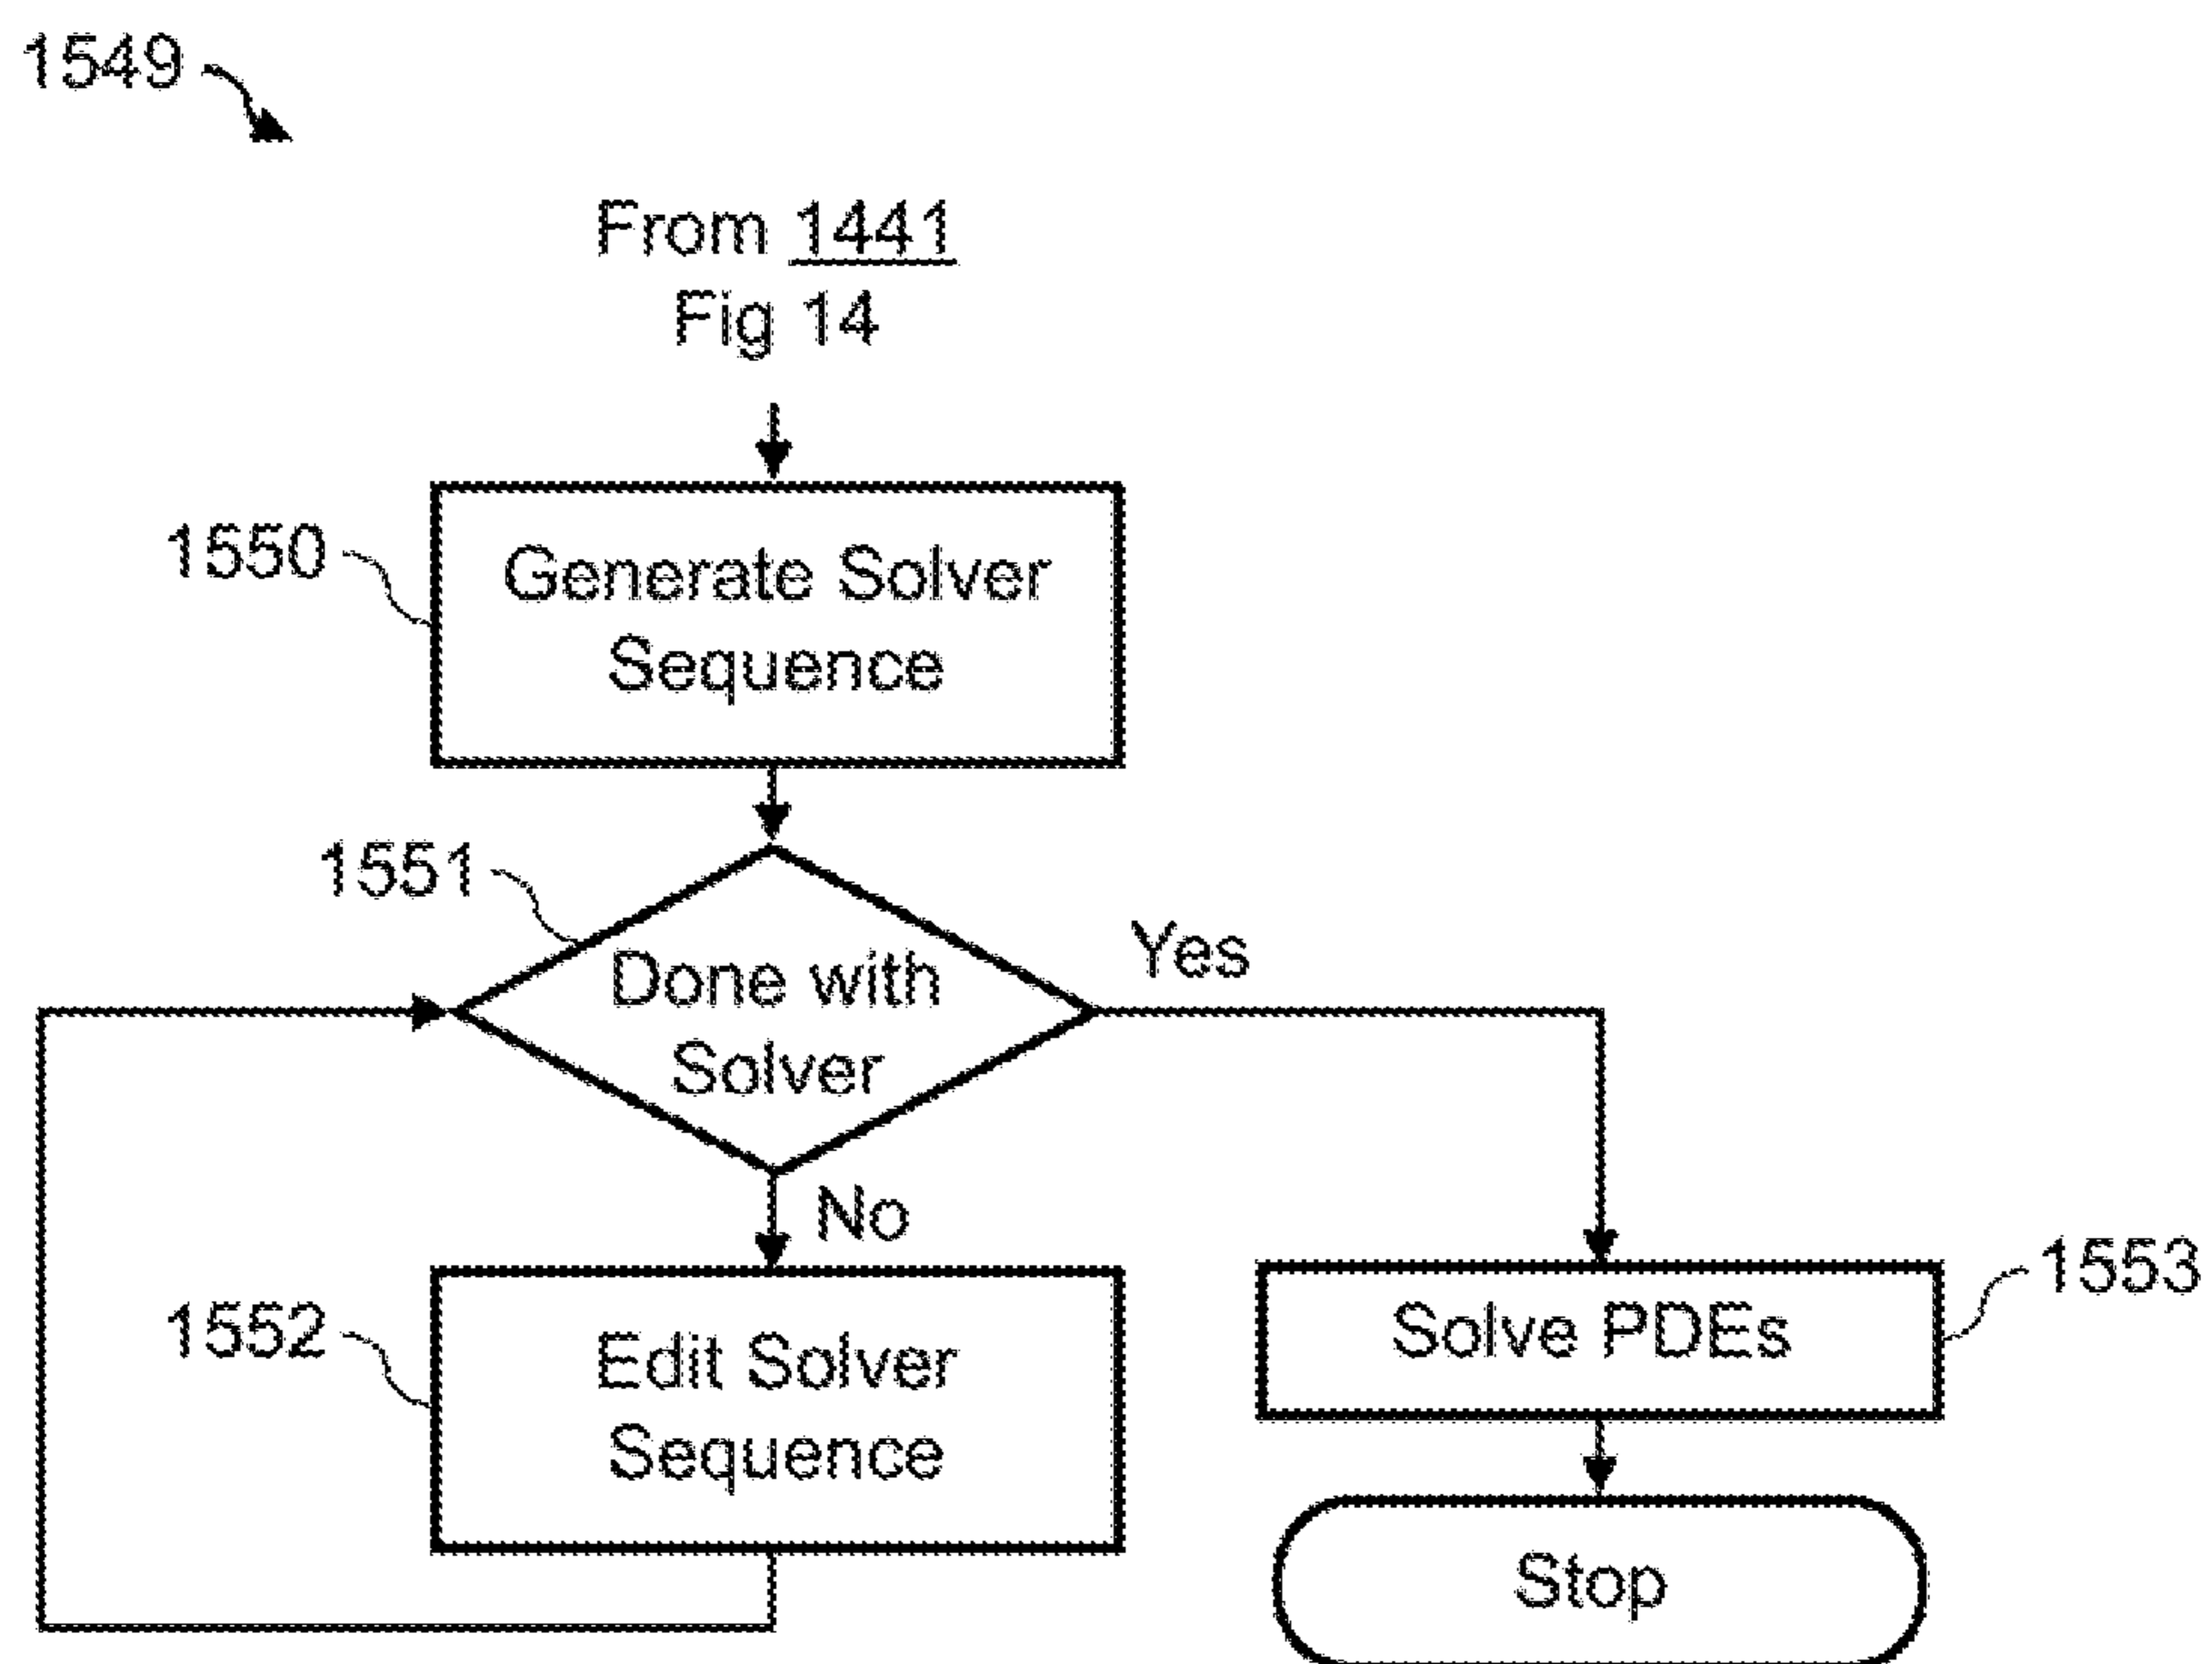 1549
From 1441
Fig 14
1550
Generate Solver
Sequence
1551
Done with
Solver
Yes
No
1552
Edit Solver
Sequence
Solve PDEs
1553
Stop